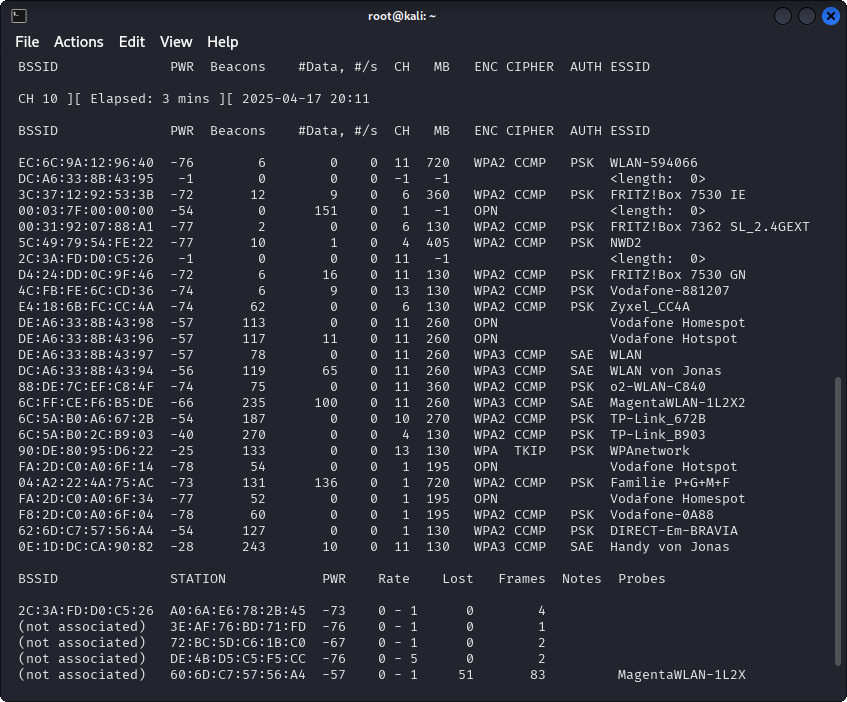 root@kali: ~
File Actions Edit View Help
BSSID PWR Beacons #Data, #/s CH MB ENC CIPHER AUTH ESSID
CH 10 ][ Elapsed: 3 mins ][ 2025-04-17 20:11
BSSID PWR Beacons #Data, #/s CH MB ENC CIPHER AUTH ESSID
EC:6C:9A:12:96:40 -76 6 0 0 11 720 WPA2 CCMP PSK WLAN-594066
DC:A6:33:8B:43:95 -1 0 0 0 -1 -1 <length: 0>
3C:37:12:92:53:3B -72 12 9 0 6 360 WPA2 CCMP PSK FRITZ!Box 7530 IE
00:03:7F:00:00:00 -54 0 151 0 1 -1 OPN <length: 0>
00:31:92:07:88:A1 -77 2 0 0 6 130 WPA2 CCMP PSK FRITZ!Box 7362 SL_2.4GEXT
5C:49:79:54:FE:22 -77 10 1 0 4 405 WPA2 CCMP PSK NWD2
2C:3A:FD:D0:C5:26 -1 0 0 0 11 -1 <length: 0>
D4:24:DD:0C:9F:46 -72 6 16 0 11 130 WPA2 CCMP PSK FRITZ!Box 7530 GN
4C:FB:FE:6C:CD:36 -74 6 9 0 13 130 WPA2 CCMP PSK Vodafone-881207
E4:18:6B:FC:CC:4A -74 62 0 0 6 130 WPA2 CCMP PSK Zyxel_CC4A
DE:A6:33:8B:43:98 -57 113 0 0 11 260 OPN Vodafone Homespot
DE:A6:33:8B:43:96 -57 117 11 0 11 260 OPN Vodafone Hotspot
DE:A6:33:8B:43:97 -57 78 0 0 11 260 WPA3 CCMP SAE WLAN
DC:A6:33:8B:43:94 -56 119 65 0 11 260 WPA3 CCMP SAE WLAN von Jonas
88:DE:7C:EF:C8:4F -74 75 0 0 11 360 WPA2 CCMP PSK o2-WLAN-C840
6C:FF:CE:F6:B5:DE -66 235 100 0 11 260 WPA3 CCMP SAE MagentaWLAN-1L2X2
6C:5A:B0:A6:67:2B -54 187 0 0 10 270 WPA2 CCMP PSK TP-Link_672B
6C:5A:B0:2C:B9:03 -40 270 0 0 4 130 WPA2 CCMP PSK TP-Link_B903
90:DE:80:95:D6:22 -25 133 0 0 13 130 WPA TKIP PSK WPAnetwork
FA:2D:C0:A0:6F:14 -78 54 0 0 1 195 OPN Vodafone Hotspot
04:A2:22:4A:75:AC -73 131 136 0 1 720 WPA2 CCMP PSK Familie P+G+M+F
FA:2D:C0:A0:6F:34 -77 52 0 0 1 195 OPN Vodafone Homespot
F8:2D:C0:A0:6F:04 -78 60 0 0 1 195 WPA2 CCMP PSK Vodafone-0A88
62:6D:C7:57:56:A4 -54 127 0 0 1 130 WPA2 CCMP PSK DIRECT-Em-BRAVIA
0E:1D:DC:CA:90:82 -28 243 10 0 11 130 WPA3 CCMP SAE Handy von Jonas
BSSID STATION PWR Rate Lost Frames Notes Probes
2C:3A:FD:D0:C5:26 A0:6A:E6:78:2B:45 -73 0 - 1 0 4
(not associated) 3E:AF:76:BD:71:FD -76 0 - 1 0 1
(not associated) 72:BC:5D:C6:1B:C0 -67 0 - 1 0 2
(not associated) DE:4B:D5:C5:F5:CC -76 0 - 5 0 2
(not associated) 60:6D:C7:57:56:A4 -57 0 - 1 51 83 MagentaWLAN-1L2X